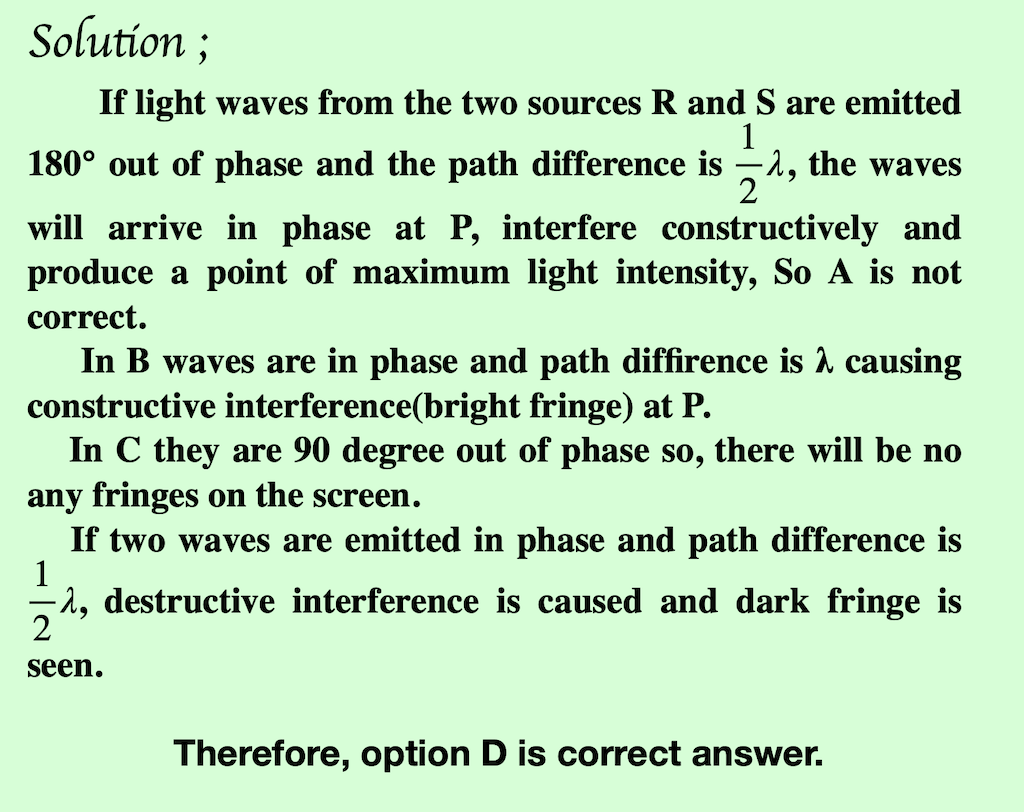 Solution ;
If light waves from the two sources R and S are emitted
180° out of phase and the path difference is 1/2 λ, the waves
will arrive in phase at P, interfere constructively and
produce a point of maximum light intensity, So A is not
correct.
In B waves are in phase and path diffirence is λ causing
constructive interference(bright fringe) at P.
In C they are 90 degree out of phase so, there will be no
any fringes on the screen.
If two waves are emitted in phase and path difference is
1/2 λ, destructive interference is caused and dark fringe is
seen.
Therefore, option D is correct answer.